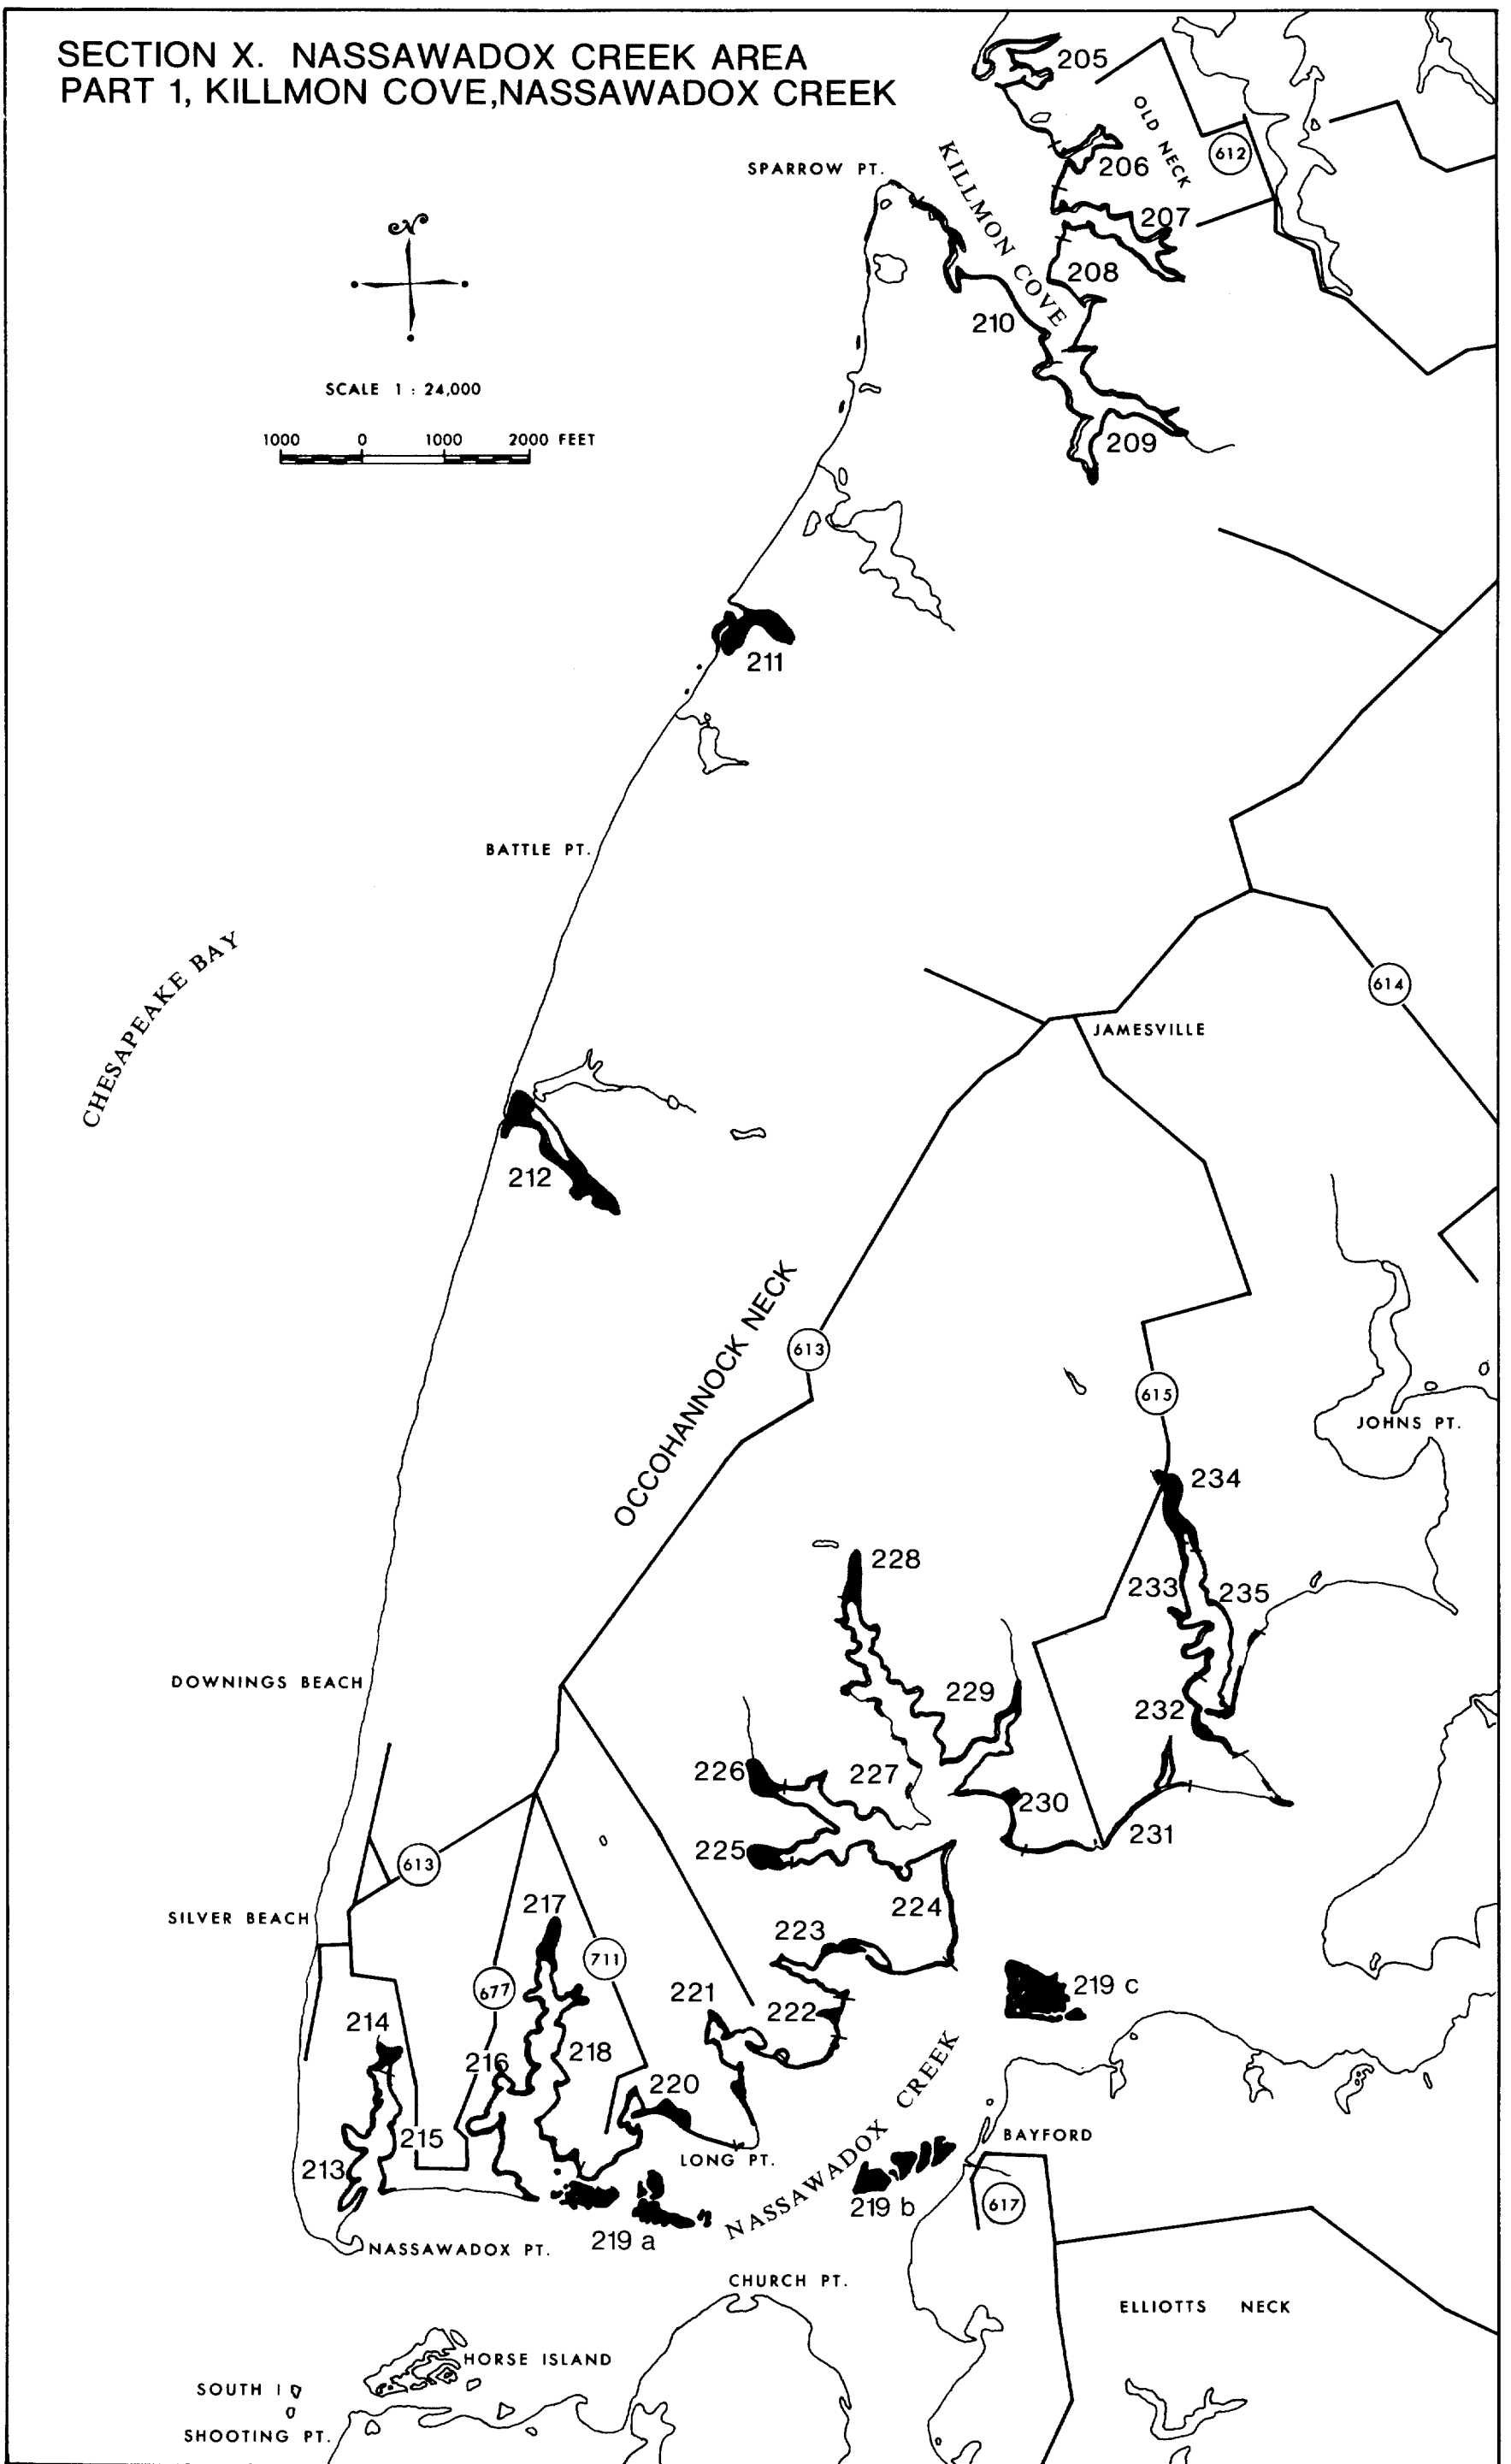 SECTION X. NASSAWADOX CREEK AREA
PART 1, KILLMON COVE,NASSAWADOX CREEK
205
OLD NECK
612
206
SPARROW PT.
KILLMON COVE
207
N
208
210
SCALE 1 : 24,000
1000 0 1000 2000 FEET
209
211
BATTLE PT.
CHESAPEAKE BAY
614
JAMESVILLE
212
OCCOHANNOCK NECK
613
615
JOHNS PT.
234
228
233
235
DOWNINGS BEACH
229
232
226
227
230
231
225
613
217
224
SILVER BEACH
223
711
677
221
219 c
222
214
216
218
220
NASSAWADOX CREEK
215
BAYFORD
LONG PT.
213
219 b
617
219 a
NASSAWADOX PT.
CHURCH PT.
ELLIOTTS NECK
HORSE ISLAND
SOUTH I
SHOOTING PT.